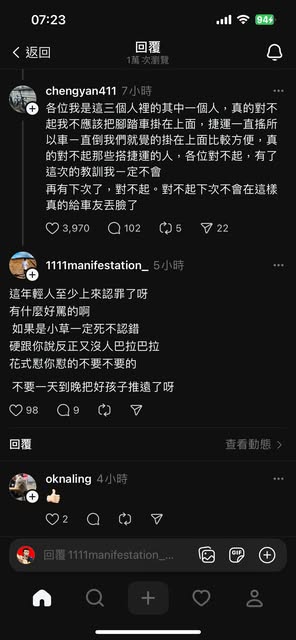 07:23
94
返回
回覆
1萬 次瀏覽
chengyan411 7小時
各位我是這三個人裡的其中一個人，真的對不
起我不應該把腳踏車掛在上面，捷運一直搖所
以車一直倒我們就覺的掛在上面比較方便，真
的對不起那些搭捷運的人，各位對不起，有了
這次的教訓我一定不會
再有下次了，對不起。對不起下次不會在這樣
真的給車友丟臉了
3,970 102 5 22
1111manifestation_ 5小時
這年輕人至少上來認罪了呀
有什麼好罵的啊
如果是小草一定死不認錯
硬跟你說反正又沒人巴拉巴拉
花式懟你懟的不要不要的
不要一天到晚把好孩子推遠了呀
98 9
回覆 查看動態
oknaling 4小時
👍🏻
2
回覆 1111manifestation_...
GIF